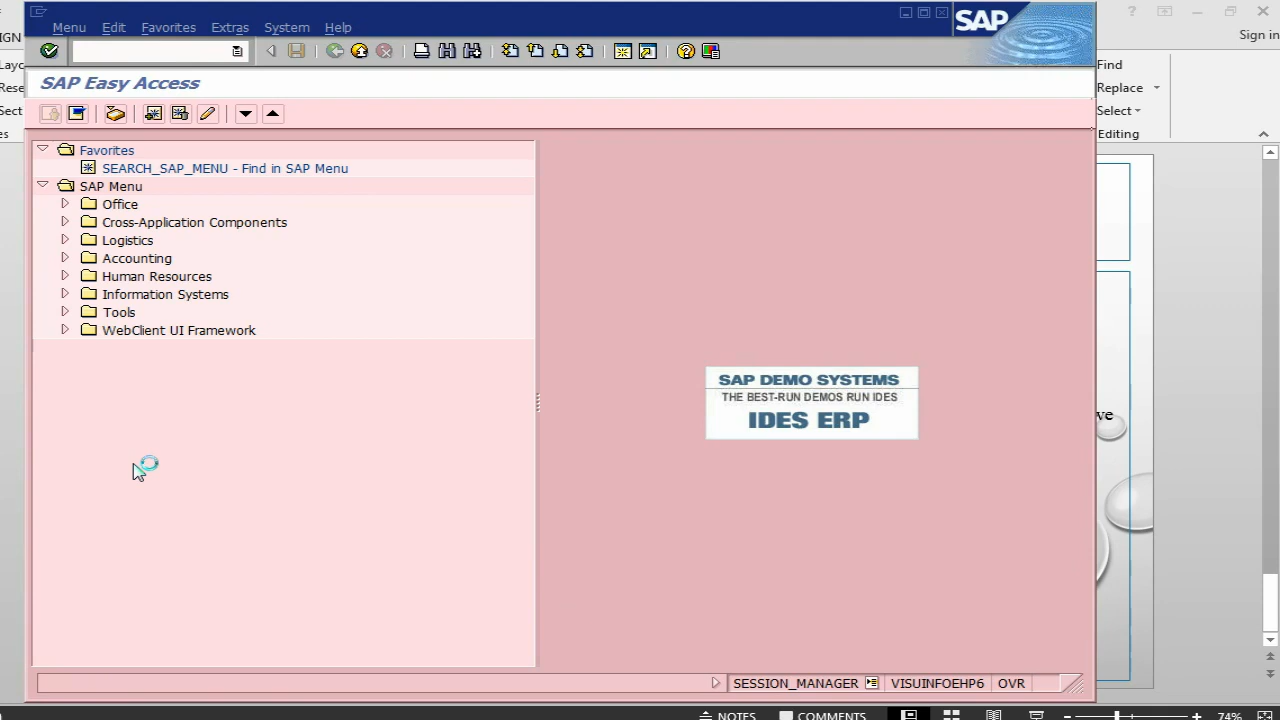 Menu Edit Favorites Extras System Help
SAP
Sign in
SAP Easy Access
Find
Replace
Select
Editing
Favorites
SEARCH_SAP_MENU - Find in SAP Menu
SAP Menu
Office
Cross-Application Components
Logistics
Accounting
Human Resources
Information Systems
Tools
WebClient UI Framework
SAP DEMO SYSTEMS
THE BEST-RUN DEMOS RUN IDES
IDES ERP
SESSION_MANAGER VISUINFOEHP6 OVR
NOTES COMMENTS 74%